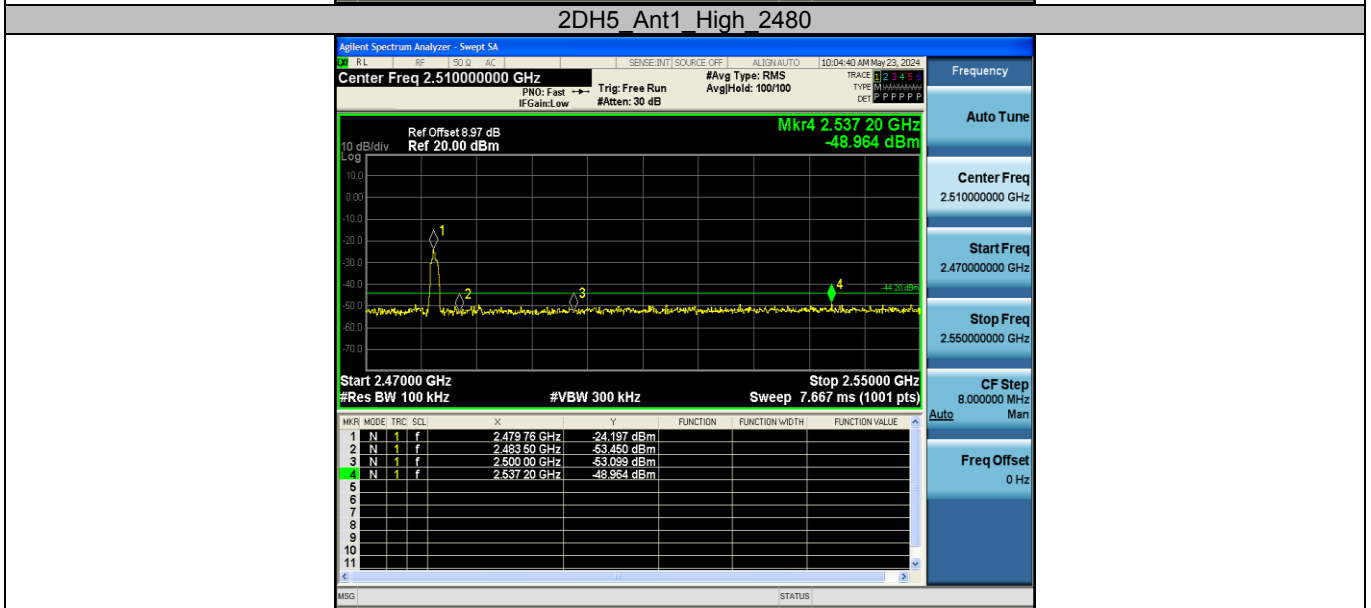 2DH5_Ant1_High_2480
Agilent Spectrum Analyzer - Swept SA
RL RF 50 Ω AC SENSE:INT SOURCE OFF ALIGNAUTO 10:04:40 AM May 23, 2024
Center Freq 2.510000000 GHz #Avg Type: RMS TRACE 1 2 3 4 5 6
PNO: Fast Trig: Free Run Avg|Hold: 100/100 TYPE M
IFGain:Low #Atten: 30 dB DET P P P P P P
Frequency
Auto Tune
Center Freq
2.510000000 GHz
Start Freq
2.470000000 GHz
Stop Freq
2.550000000 GHz
CF Step
8.000000 MHz
Auto Man
Freq Offset
0 Hz
Mkr4 2.537 20 GHz
-48.964 dBm
Ref Offset 8.97 dB
10 dB/div Ref 20.00 dBm
Log
10.0
0.00
-10.0
-20.0
-30.0
-40.0
-50.0
-60.0
-70.0
1
2
3
4
-44.20 dBm
Start 2.47000 GHz Stop 2.55000 GHz
#Res BW 100 kHz #VBW 300 kHz Sweep 7.667 ms (1001 pts)
MKR MODE TRC SCL X Y FUNCTION FUNCTION WIDTH FUNCTION VALUE
1 N 1 f 2.479 76 GHz -24.197 dBm
2 N 1 f 2.483 50 GHz -53.450 dBm
3 N 1 f 2.500 00 GHz -53.099 dBm
4 N 1 f 2.537 20 GHz -48.964 dBm
5
6
7
8
9
10
11
MSG STATUS